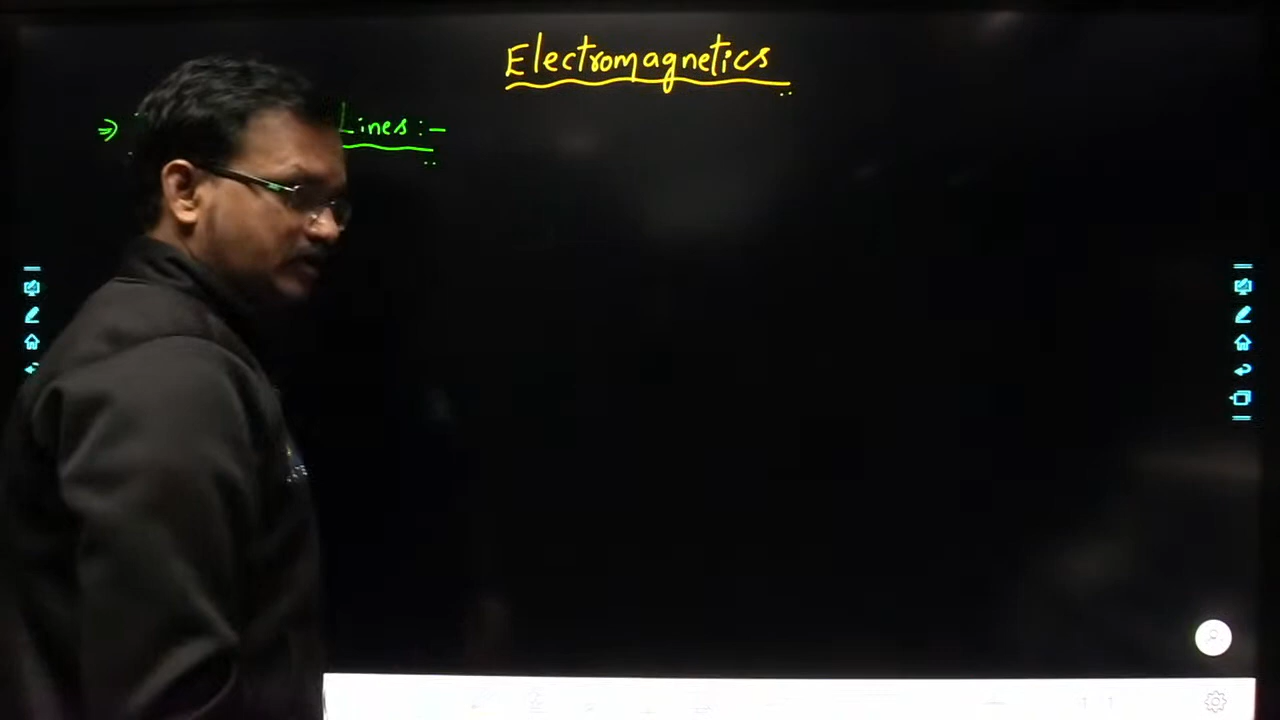 Electromagnetics
⇒ Lines :-